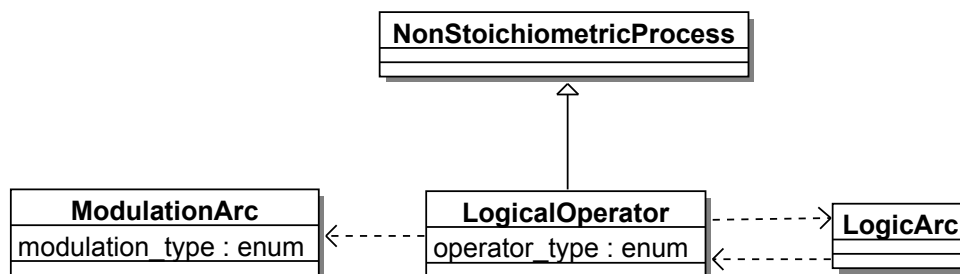 NonStoichiometricProcess
ModulationArc
modulation_type : enum
LogicalOperator
operator_type : enum
LogicArc